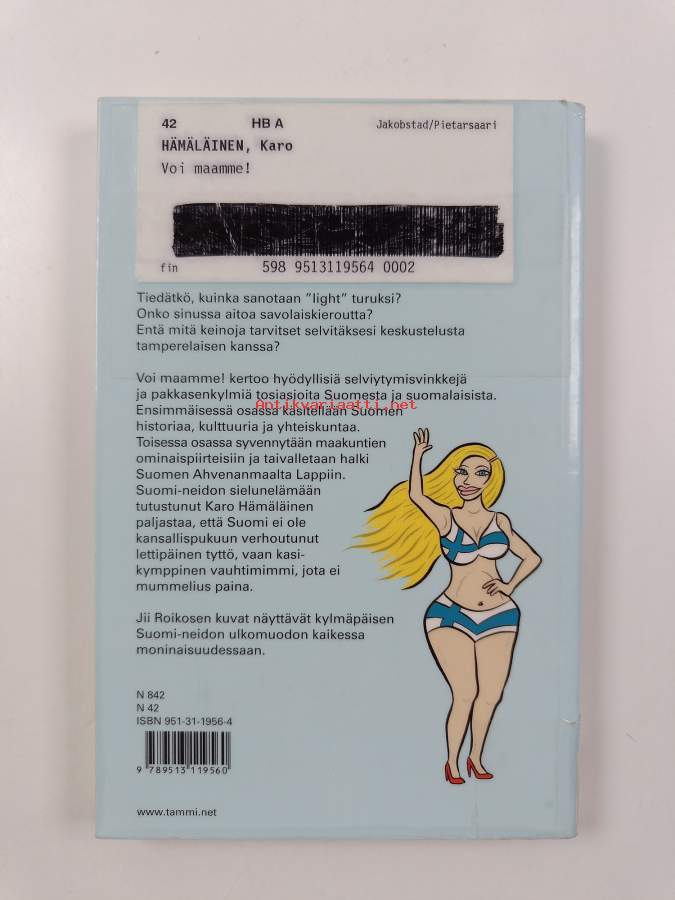 42 HB A Jakobstad/Pietarsaari
HÄMÄLÄINEN, Karo
Voi maamme!
fin 598 9513119564 0002
Tiedätkö, kuinka sanotaan ”light” turuksi?
Onko sinussa aitoa savolaiskieroutta?
Entä mitä keinoja tarvitset selvitäksesi keskustelusta
tamperelaisen kanssa?
Voi maamme! kertoo hyödyllisiä selviytymisvinkkejä
ja pakkasenkylmiä tosiasioita Suomesta ja suomalaisista.
Antikvariaatti.net
Ensimmäisessä osassa käsitellään Suomen
historiaa, kulttuuria ja yhteiskuntaa.
Toisessa osassa syvennytään maakuntien
ominaispiirteisiin ja taivalletaan halki
Suomen Ahvenanmaalta Lappiin.
Suomi-neidon sielunelämään
tutustunut Karo Hämäläinen
paljastaa, että Suomi ei ole
kansallispukuun verhoutunut
lettipäinen tyttö, vaan kasi-
kymppinen vauhtimimmi, jota ei
mummelius paina.
Jii Roikosen kuvat näyttävät kylmäpäisen
Suomi-neidon ulkomuodon kaikessa
moninaisuudessaan.
N 842
N 42
ISBN 951-31-1956-4
9 789513 119560
www.tammi.net